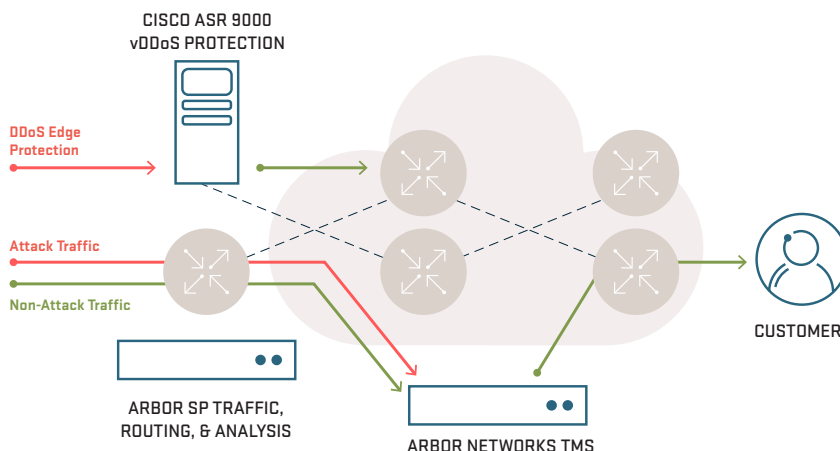 CISCO ASR 9000
vDDoS PROTECTION
DDoS Edge
Protection
Attack Traffic
Non-Attack Traffic
CUSTOMER
ARBOR SP TRAFFIC,
ROUTING, & ANALYSIS
ARBOR NETWORKS TMS